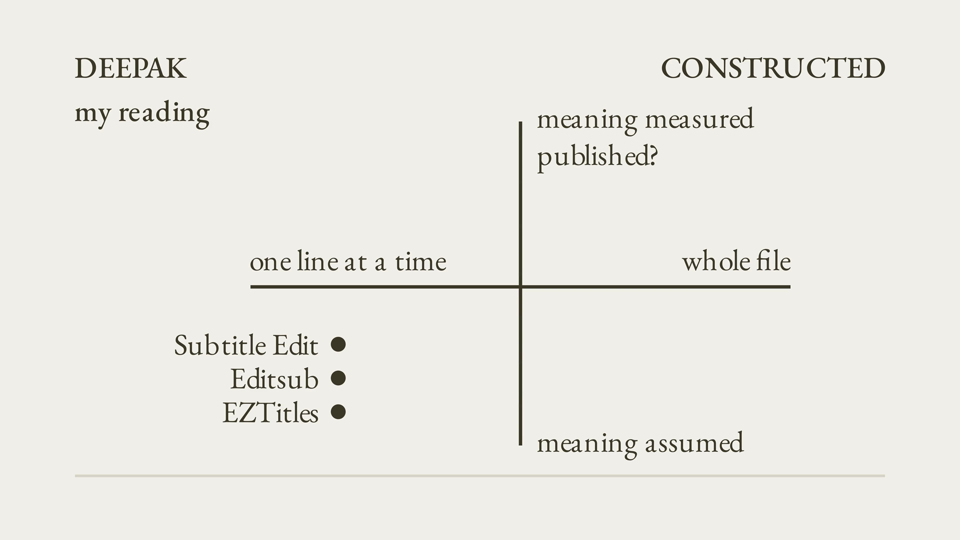 DEEPAK
CONSTRUCTED
my reading
meaning measured
published?
one line at a time
whole file
Subtitle Edit
Editsub
EZTitles
meaning assumed